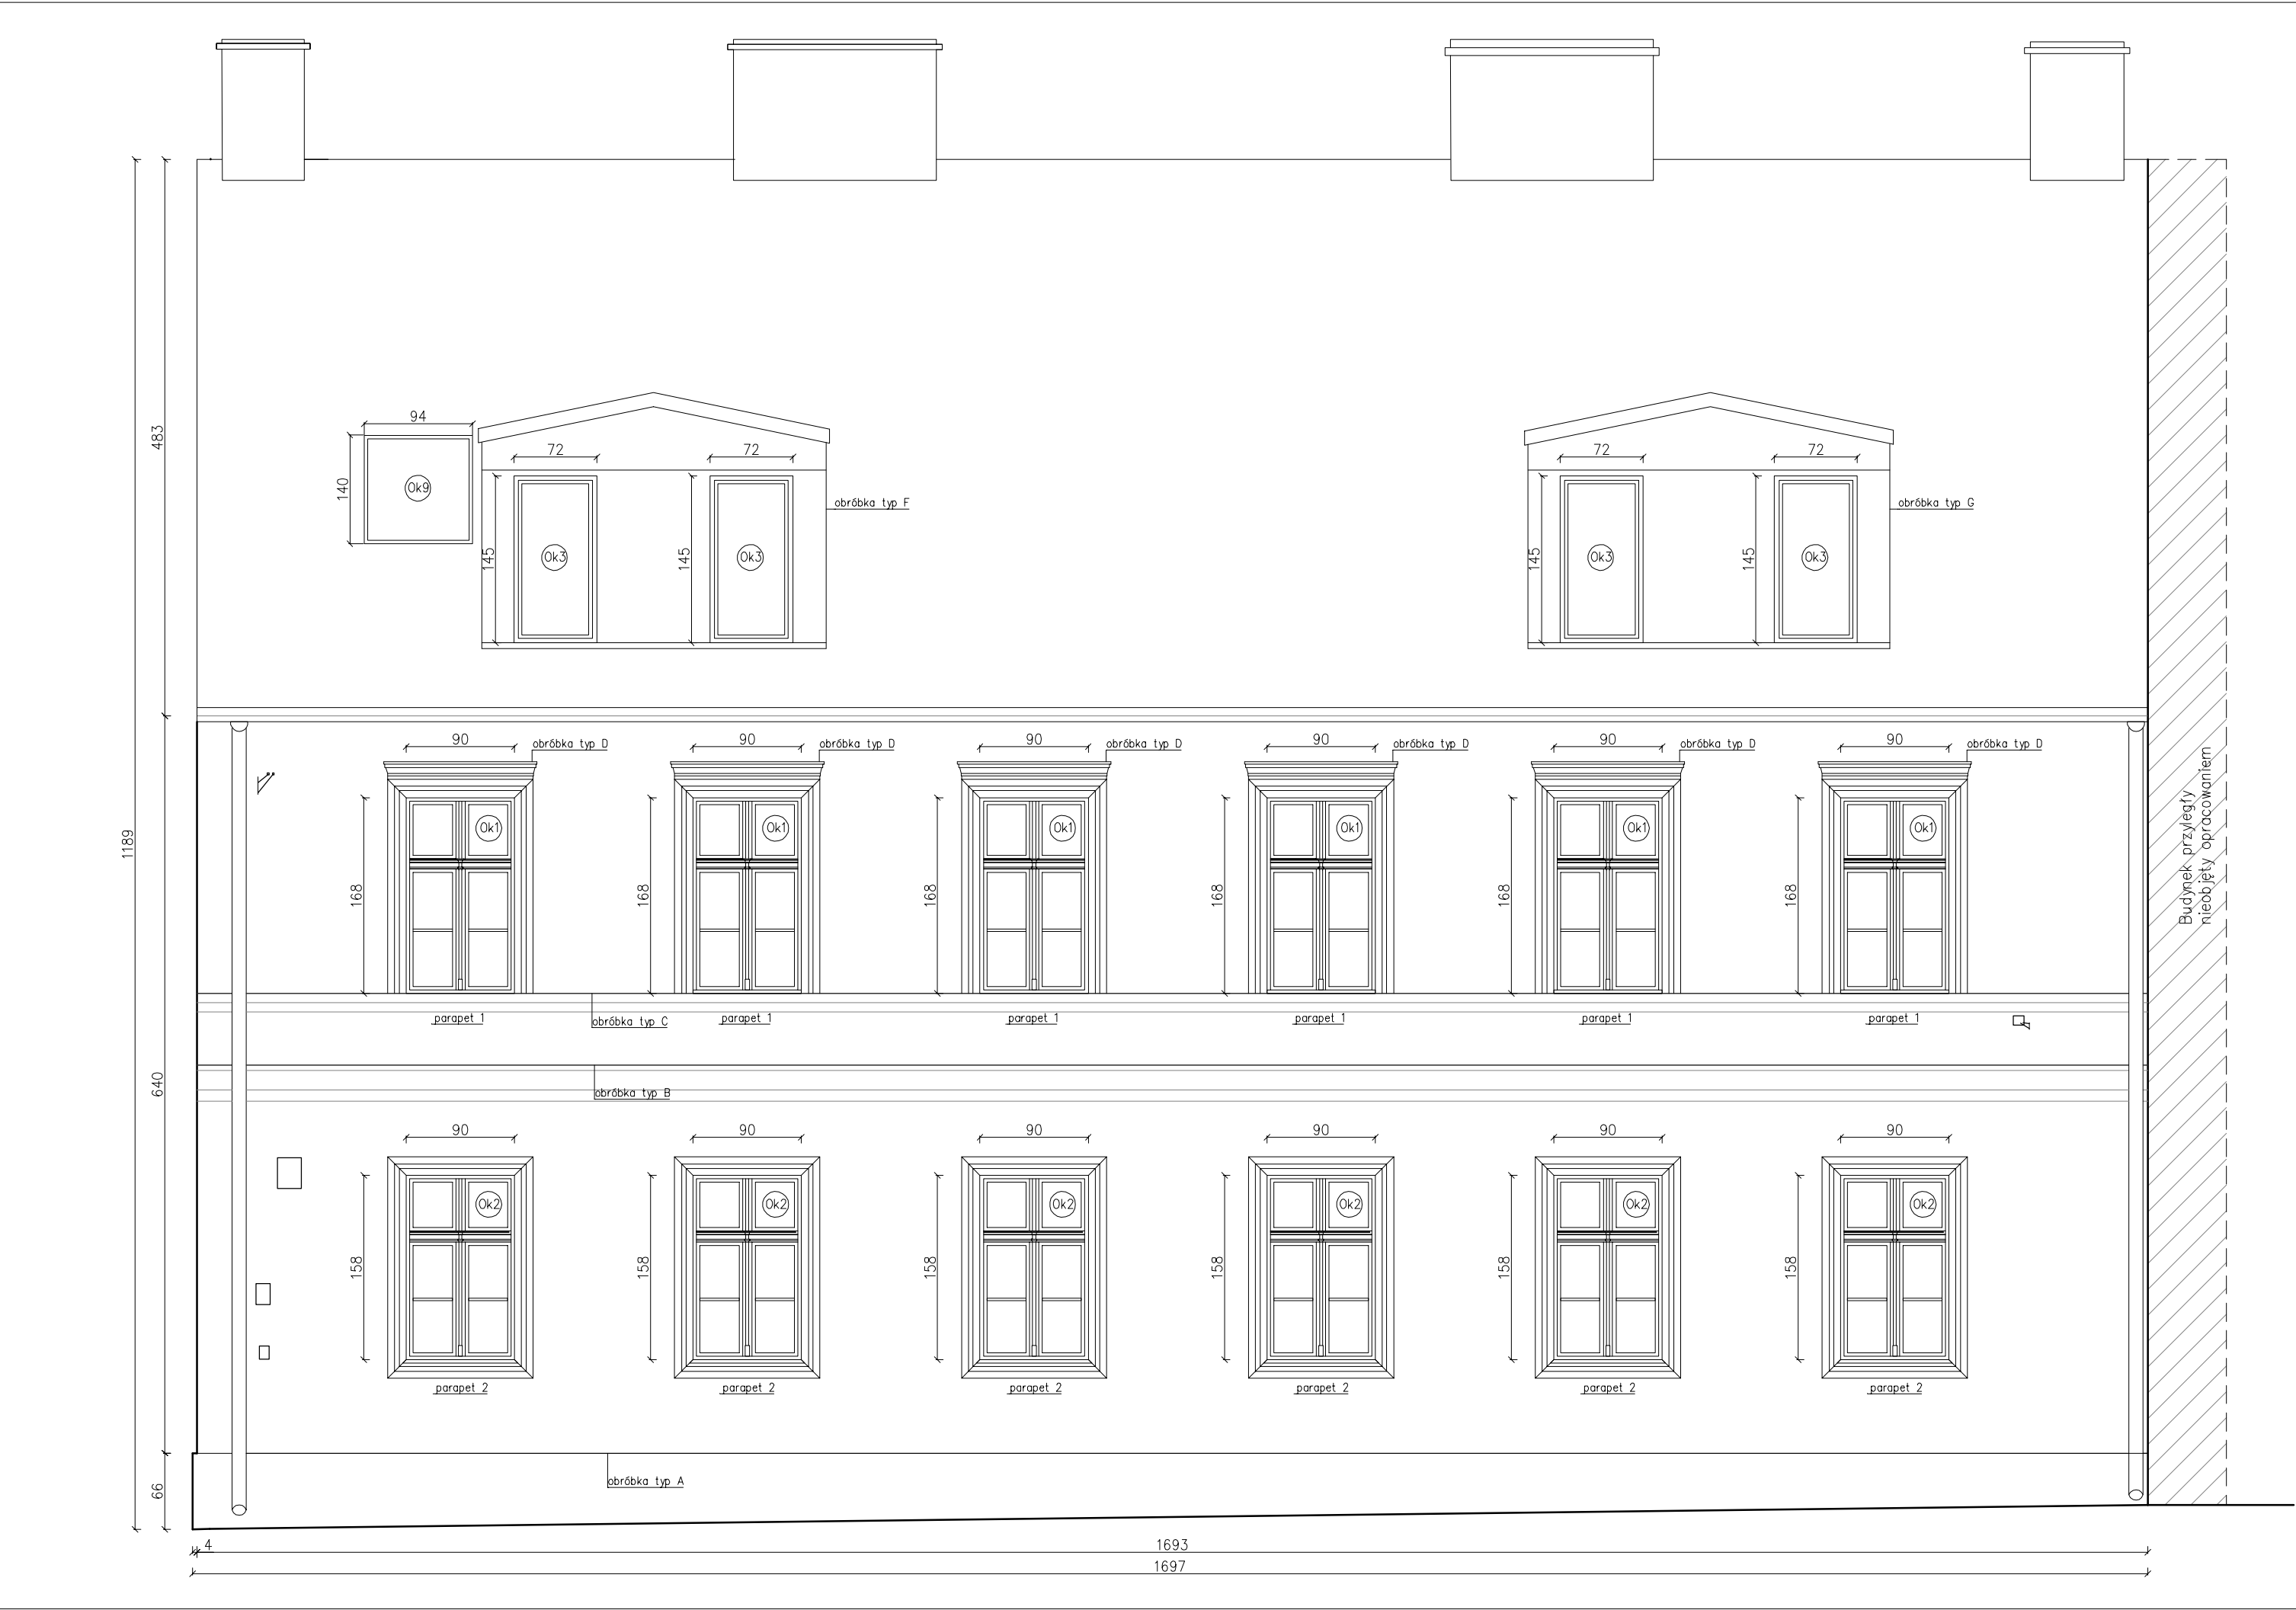 94
72
72
72
72
483
140
Ok9
obróbka typ F
obróbka typ G
145
Ok3
145
Ok3
145
Ok3
145
Ok3
90
obróbka typ D
90
obróbka typ D
90
obróbka typ D
90
obróbka typ D
90
obróbka typ D
90
obróbka typ D
1189
Ok1
Ok1
Ok1
Ok1
Ok1
Ok1
168
168
168
168
168
168
Budynek przyległy
nieobjęty opracowaniem
parapet 1
obróbka typ C
parapet 1
parapet 1
parapet 1
parapet 1
parapet 1
640
obróbka typ B
90
90
90
90
90
90
Ok2
Ok2
Ok2
Ok2
Ok2
Ok2
158
158
158
158
158
158
parapet 2
parapet 2
parapet 2
parapet 2
parapet 2
parapet 2
66
obróbka typ A
4
1693
1697